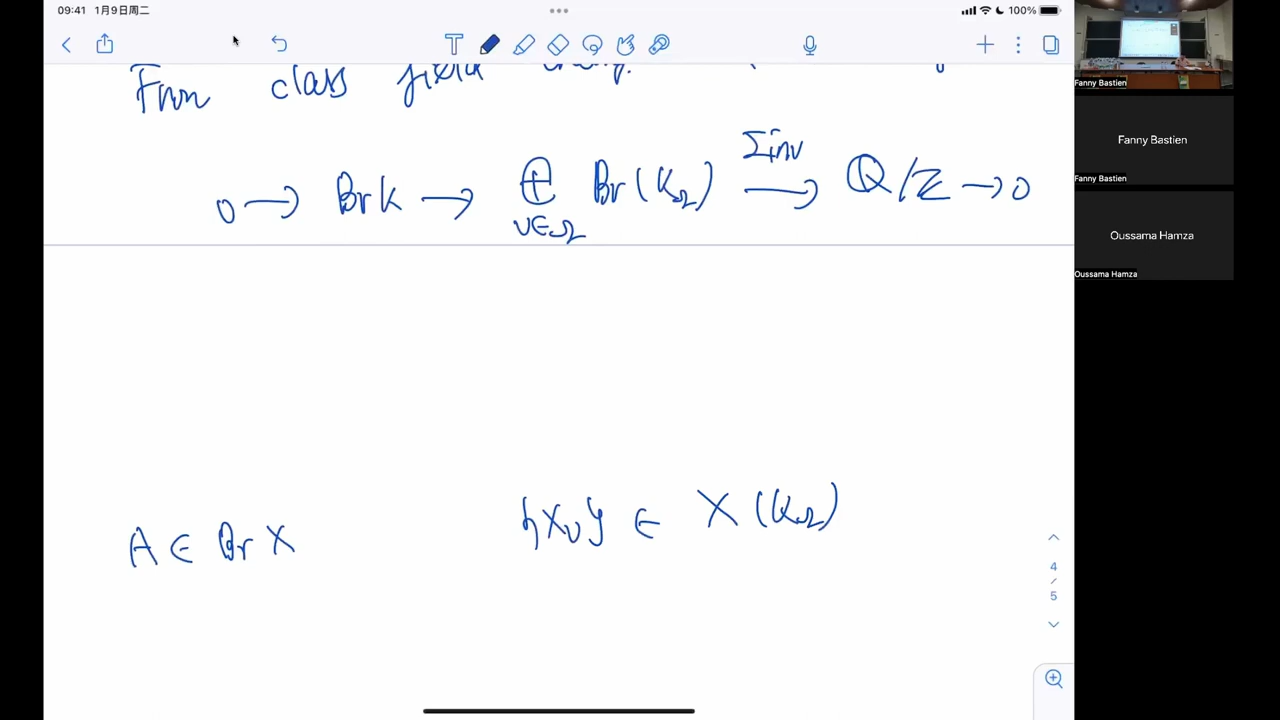 09:41 1月9日周二
100%
From class field
0 → Br k → ⊕ Br(k_Ω) → Q/Z → 0
Σinv
v∈Ω
{x_v} ∈ X(k_Ω)
A ∈ Br X
4
/
5
Fanny Bastien
Fanny Bastien
Fanny Bastien
Oussama Hamza
Oussama Hamza